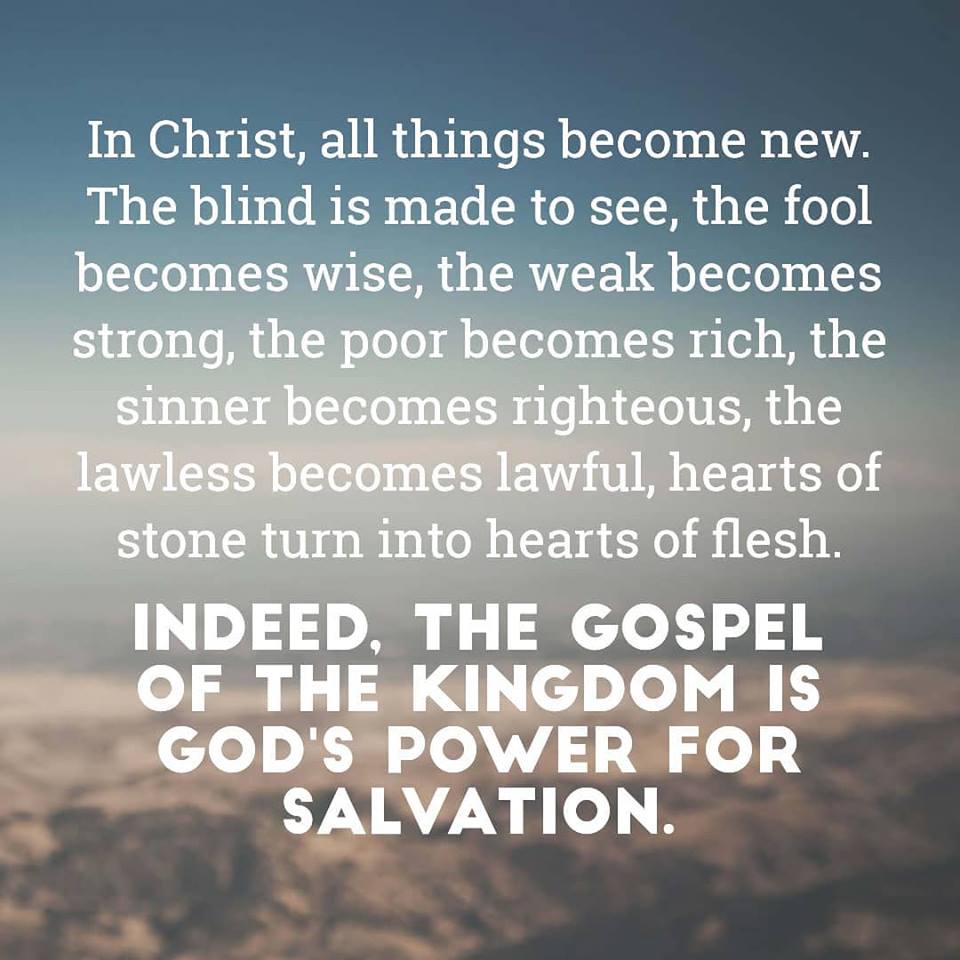 In Christ, all things become new.
The blind is made to see, the fool
becomes wise, the weak becomes
strong, the poor becomes rich, the
sinner becomes righteous, the
lawless becomes lawful, hearts of
stone turn into hearts of flesh.
INDEED, THE GOSPEL
OF THE KINGDOM IS
GOD'S POWER FOR
SALVATION.